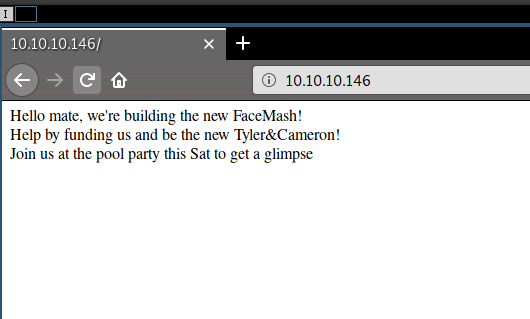 I
10.10.10.146/
10.10.10.146
Hello mate, we're building the new FaceMash!
Help by funding us and be the new Tyler&Cameron!
Join us at the pool party this Sat to get a glimpse